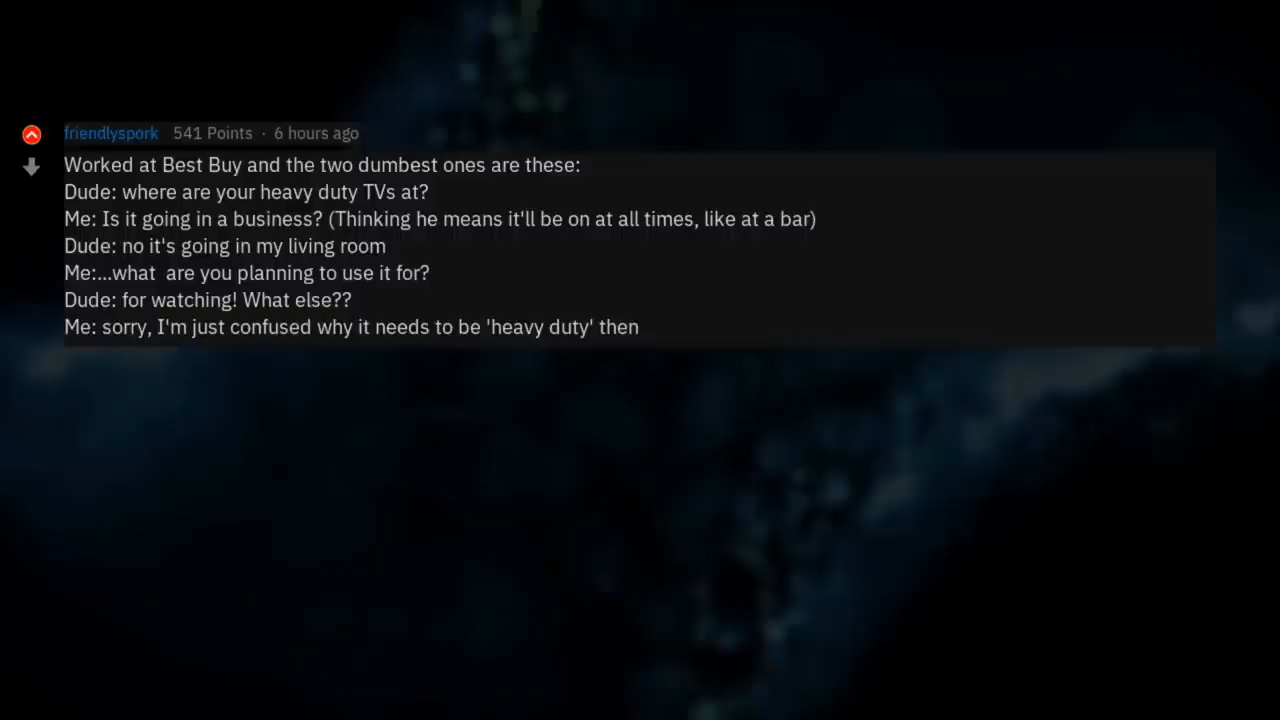 friendlyspork 541 Points · 6 hours ago
Worked at Best Buy and the two dumbest ones are these:
Dude: where are your heavy duty TVs at?
Me: Is it going in a business? (Thinking he means it'll be on at all times, like at a bar)
Dude: no it's going in my living room
Me:...what  are you planning to use it for?
Dude: for watching! What else??
Me: sorry, I'm just confused why it needs to be 'heavy duty' then